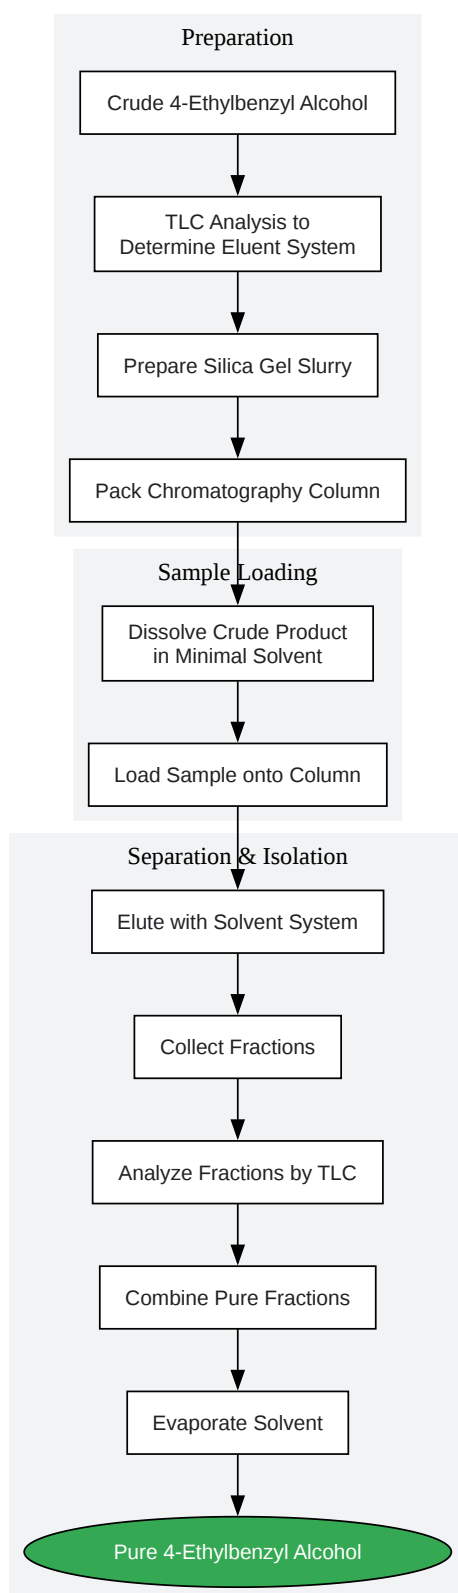 Preparation
Crude 4-Ethylbenzyl Alcohol
TLC Analysis to
Determine Eluent System
Prepare Silica Gel Slurry
Pack Chromatography Column
Sample Loading
Dissolve Crude Product
in Minimal Solvent
Load Sample onto Column
Separation & Isolation
Elute with Solvent System
Collect Fractions
Analyze Fractions by TLC
Combine Pure Fractions
Evaporate Solvent
Pure 4-Ethylbenzyl Alcohol